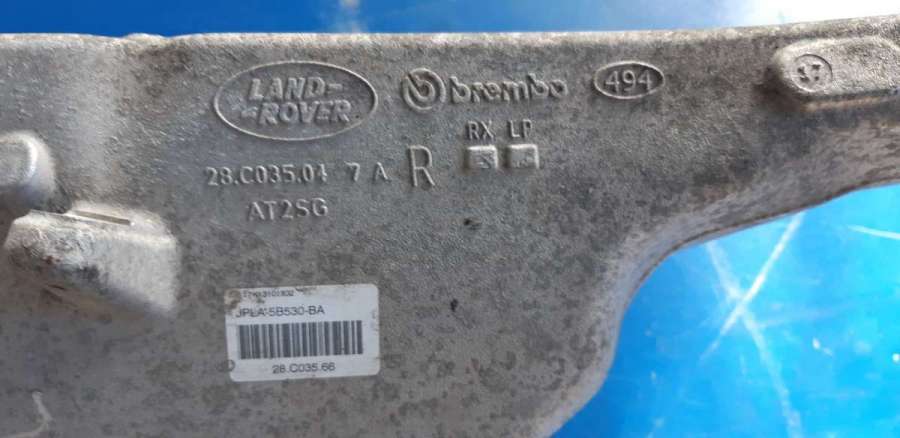 LAND-
ROVER
brembo
494
37
RX LP
28.C035.04 7 A R
AT2SG
JPLA-5B530-BA
28.C035.66